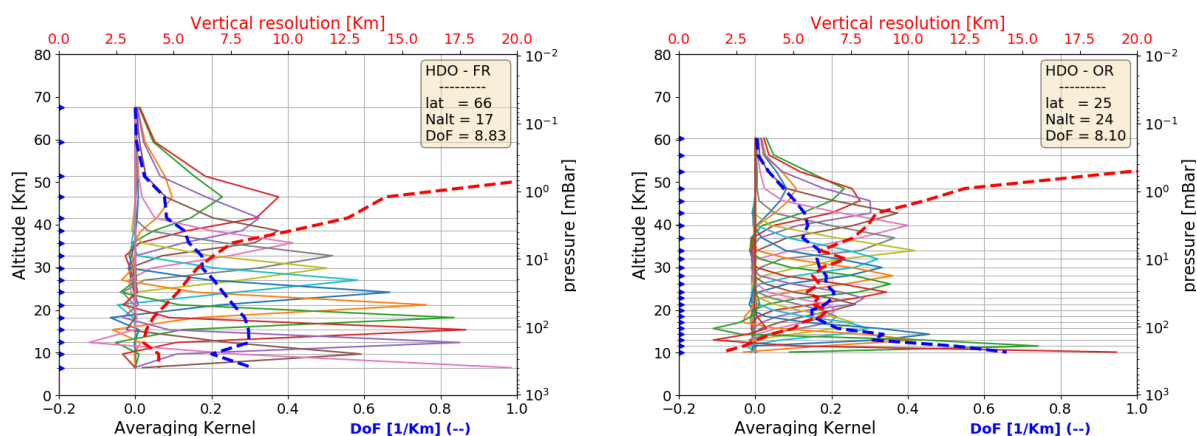 Vertical resolution [Km]
0.0 2.5 5.0 7.5 10.0 12.5 15.0 17.5 20.0
80
70
60
50
40
30
20
10
0
Altitude [Km]
HDO - FR
---------
lat = 66
Nalt = 17
DoF = 8.83
10⁻²
10⁻¹
10⁰
10¹
10²
10³
pressure [mBar]
−0.2 0.0 0.2 0.4 0.6 0.8 1.0
Averaging Kernel DoF [1/Km] (--)
Vertical resolution [Km]
0.0 2.5 5.0 7.5 10.0 12.5 15.0 17.5 20.0
80
70
60
50
40
30
20
10
0
Altitude [Km]
HDO - OR
---------
lat = 25
Nalt = 24
DoF = 8.10
10⁻²
10⁻¹
10⁰
10¹
10²
10³
pressure [mBar]
−0.2 0.0 0.2 0.4 0.6 0.8 1.0
Averaging Kernel DoF [1/Km] (--)